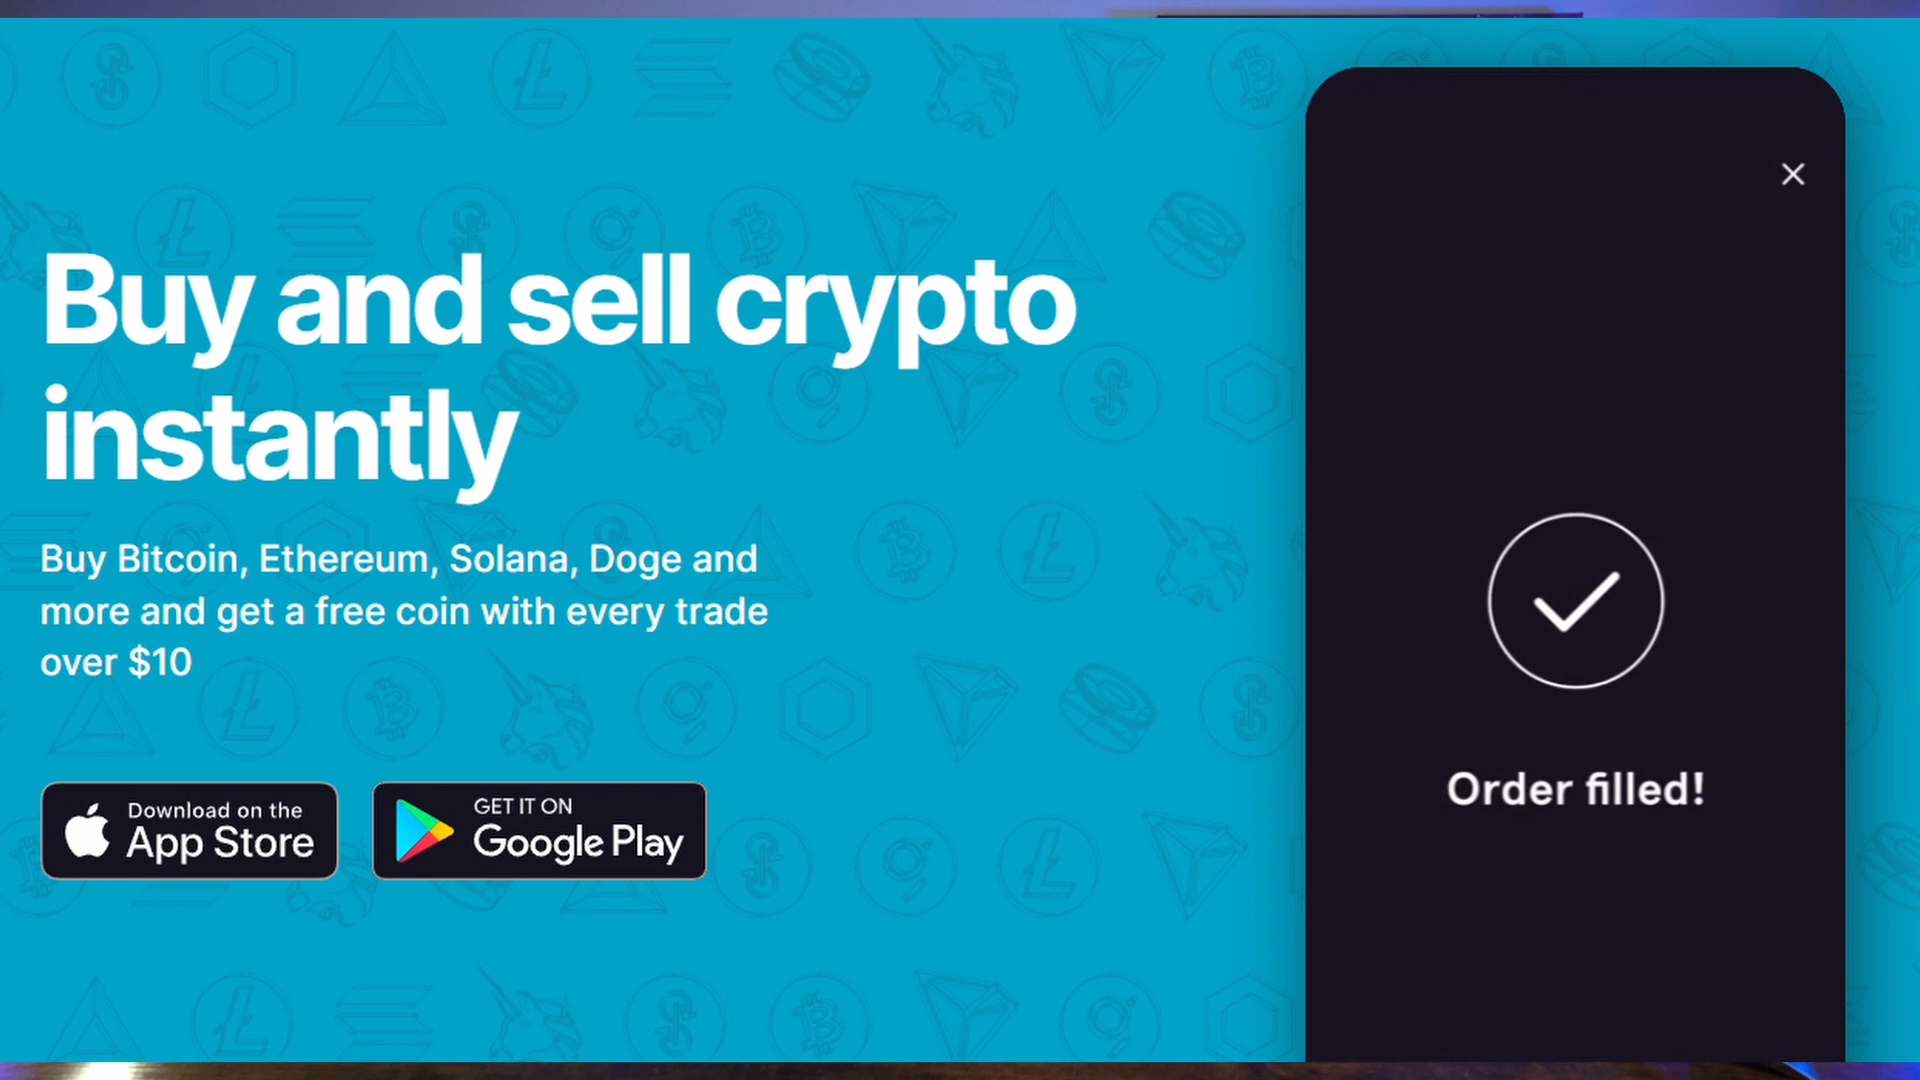 Buy and sell crypto
instantly
Buy Bitcoin, Ethereum, Solana, Doge and
more and get a free coin with every trade
over $10
Download on the
App Store
GET IT ON
Google Play
Order filled!